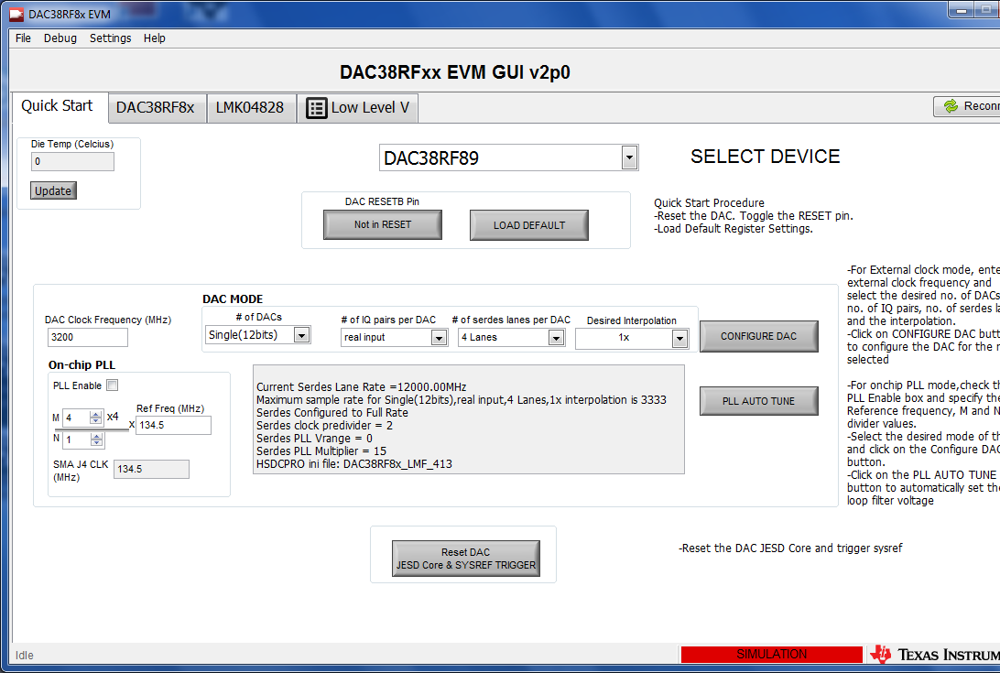 DAC38RF8x EVM
File Debug Settings Help
DAC38RFxx EVM GUI v2p0
Quick Start DAC38RF8x LMK04828 Low Level V
Die Temp (Celcius)
0
Update
DAC38RF89
SELECT DEVICE
DAC RESETB Pin
Not in RESET LOAD DEFAULT
Quick Start Procedure
-Reset the DAC. Toggle the RESET pin.
-Load Default Register Settings.
DAC Clock Frequency (MHz)
3200
DAC MODE
# of DACs
Single(12bits)
# of IQ pairs per DAC
real input
# of serdes lanes per DAC
4 Lanes
Desired Interpolation
1x
CONFIGURE DAC
PLL AUTO TUNE
On-chip PLL
PLL Enable
M 4 x4
N 1
x
Ref Freq (MHz)
134.5
SMA J4 CLK
(MHz)
134.5
Current Serdes Lane Rate =12000.00MHz
Maximum sample rate for Single(12bits),real input,4 Lanes,1x interpolation is 3333
Serdes Configured to Full Rate
Serdes clock predivider = 2
Serdes PLL Vrange = 0
Serdes PLL Multiplier = 15
HSDCPRO ini file: DAC38RF8x_LMF_413
-For External clock mode,
external clock frequency and
select the desired no. of DACs
no. of IQ pairs, no. of serdes
and the interpolation.
-Click on CONFIGURE DAC
to configure the DAC for the
selected
-For onchip PLL mode,check
PLL Enable box and specify the
Reference frequency, M and N
divider values.
-Select the desired mode of
and click on the Configure DAC
button.
-Click on the PLL AUTO TUNE
button to automatically set the
loop filter voltage
Reset DAC
JESD Core & SYSREF TRIGGER
-Reset the DAC JESD Core and trigger sysref
Idle
SIMULATION
TEXAS